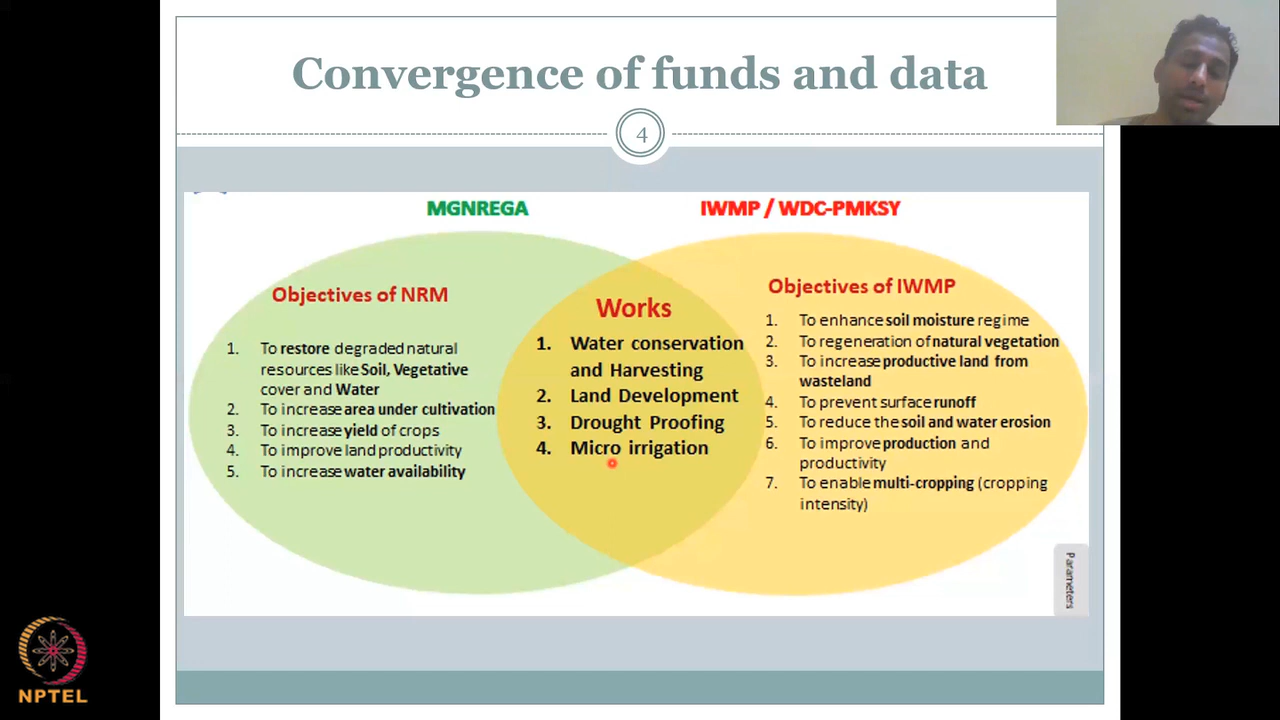 Convergence of funds and data
4
MGNREGA
IWMP / WDC-PMKSY
Objectives of NRM
1. To restore degraded natural
resources like Soil, Vegetative
cover and Water
2. To increase area under cultivation
3. To increase yield of crops
4. To improve land productivity
5. To increase water availability
Works
1. Water conservation
and Harvesting
2. Land Development
3. Drought Proofing
4. Micro irrigation
Objectives of IWMP
1. To enhance soil moisture regime
2. To regeneration of natural vegetation
3. To increase productive land from
wasteland
4. To prevent surface runoff
5. To reduce the soil and water erosion
6. To improve production and
productivity
7. To enable multi-cropping (cropping
intensity)
Parameters
NPTEL